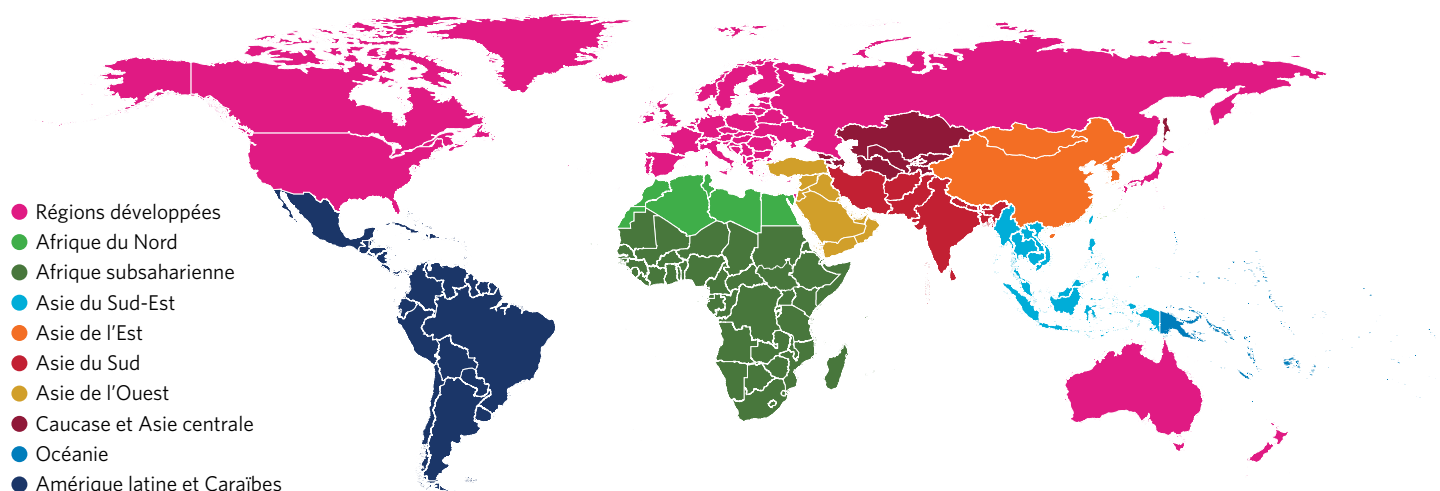 Régions développées
Afrique du Nord
Afrique subsaharienne
Asie du Sud-Est
Asie de l'Est
Asie du Sud
Asie de l'Ouest
Caucase et Asie centrale
Océanie
Amérique latine et Caraïbes